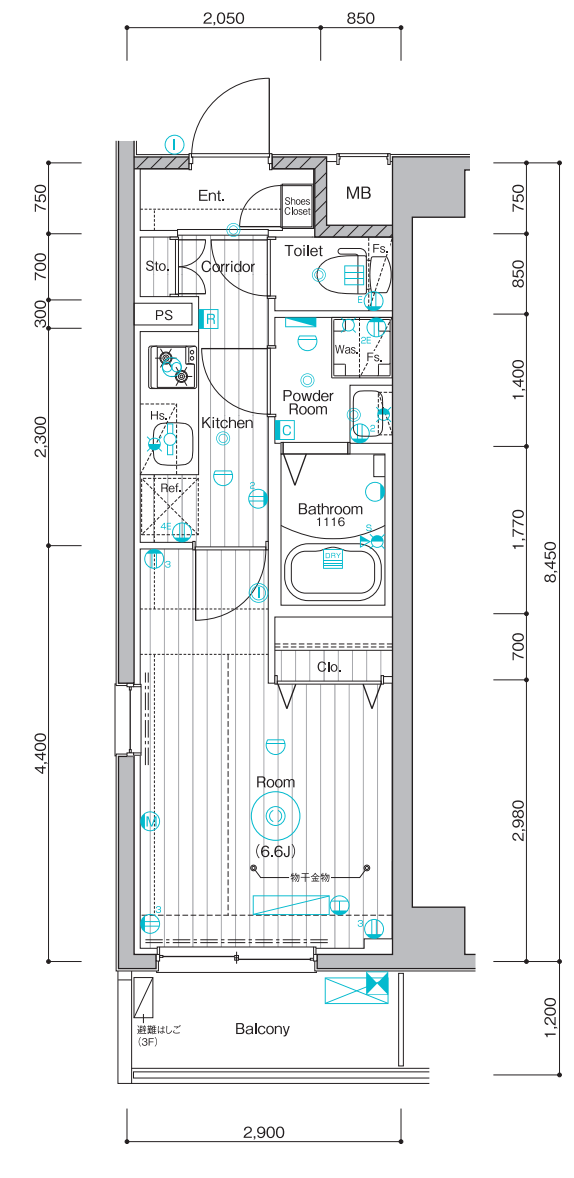 2,050
850
I
750
Ent.
Shoes
Closet
MB
750
Toilet
Fs.
700
Sto.
Corridor
850
E
300
PS
R
2E
Was.
Fs.
1,400
Powder
Room
2,300
Hs.
Kitchen
C
2
Ref.
2
4E
Bathroom
1116
S
1,770
8,450
DRY
3
I
700
Clo.
4,400
Room
2,980
M
(6.6J)
物干金物
3
3
避難はしご
(3F)
Balcony
1,200
2,900